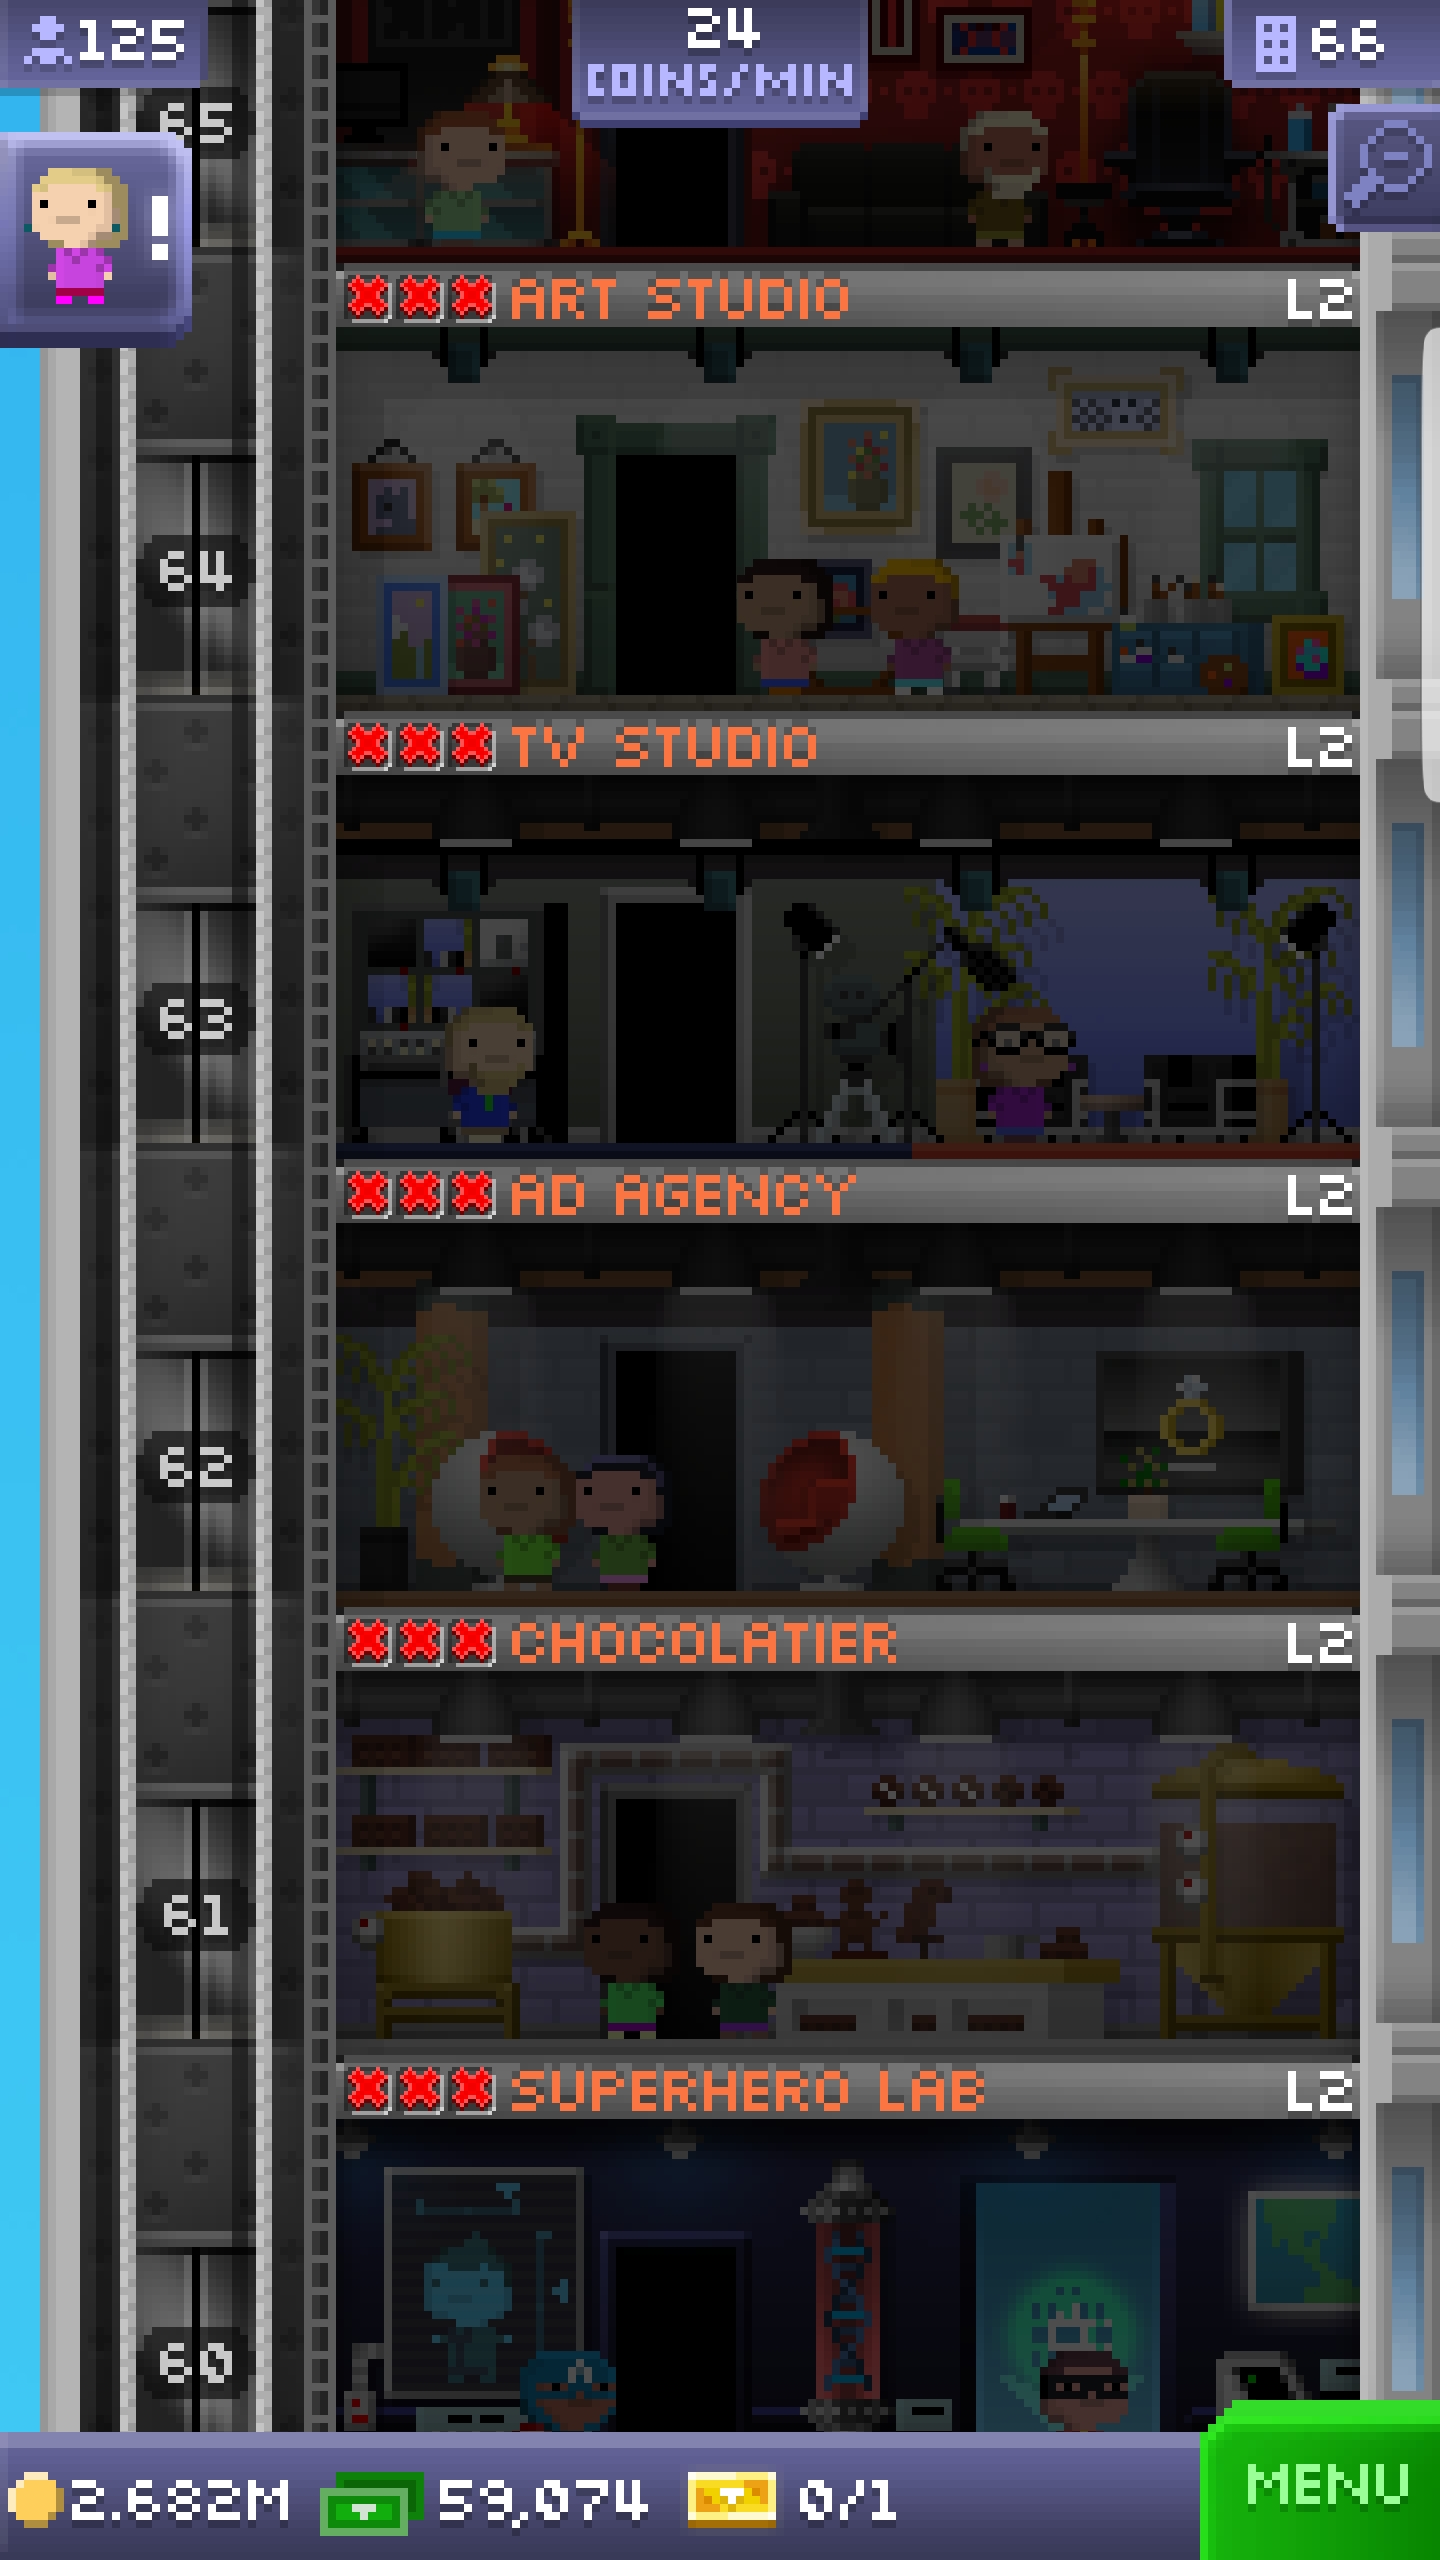 125
24
COINS/MIN
66
65
!
ART STUDIO L2
64
TV STUDIO L2
63
AD AGENCY L2
62
CHOCOLATIER L2
61
SUPERHERO LAB L2
60
2.682M 59,074 0/1
MENU